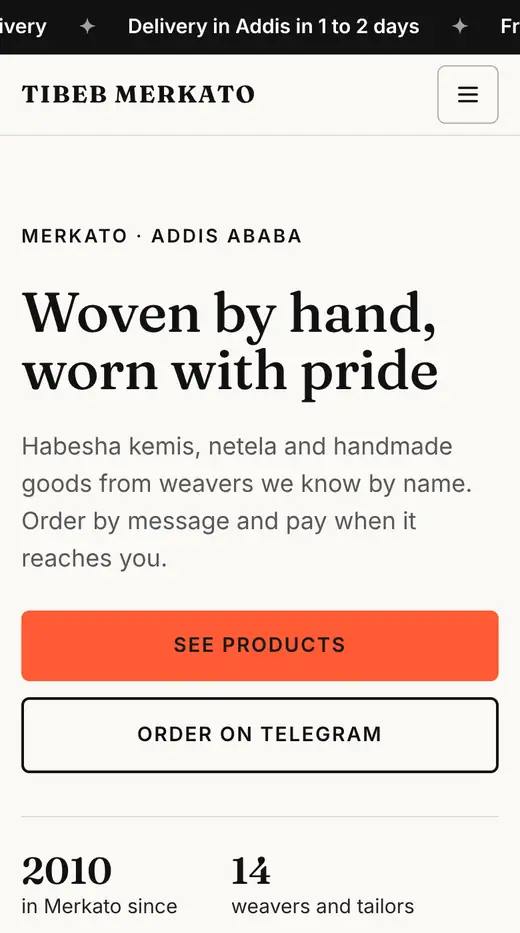 ivery ✦ Delivery in Addis in 1 to 2 days ✦ Fr
TIBEB MERKATO
MERKATO · ADDIS ABABA
Woven by hand,
worn with pride
Habesha kemis, netela and handmade
goods from weavers we know by name.
Order by message and pay when it
reaches you.
SEE PRODUCTS
ORDER ON TELEGRAM
2010 14
in Merkato since weavers and tailors